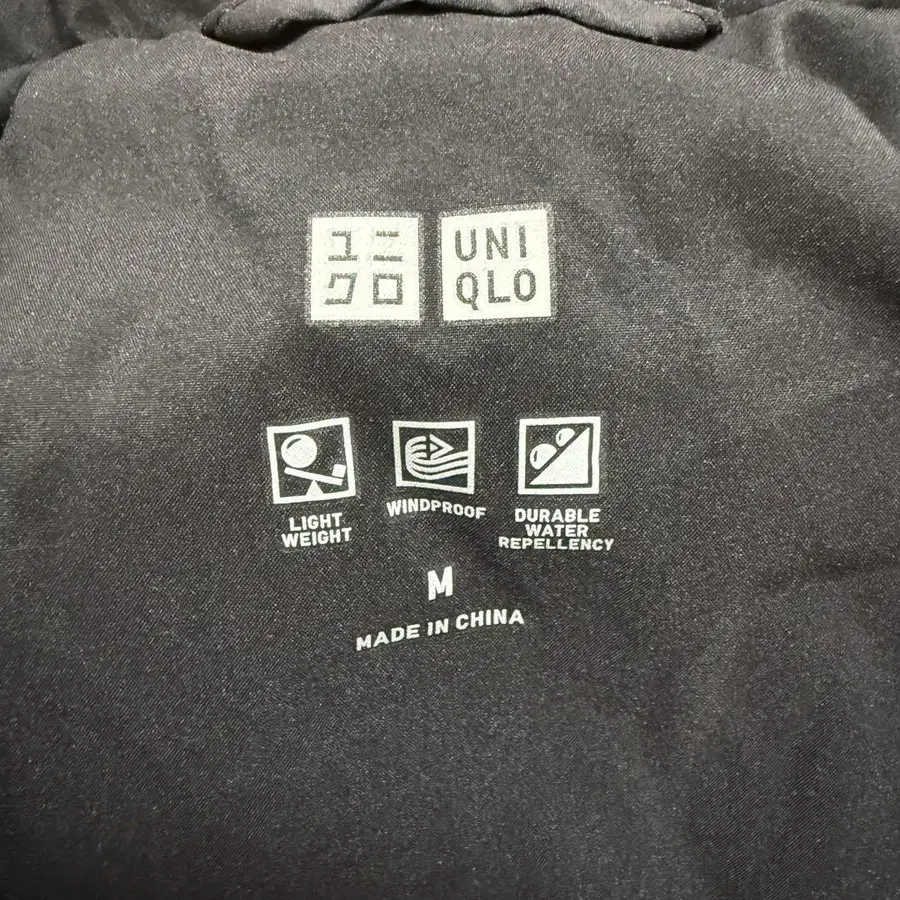 ユニ
クロ
UNI
QLO
LIGHT
WEIGHT
WINDPROOF
DURABLE
WATER
REPELLENCY
M
MADE IN CHINA